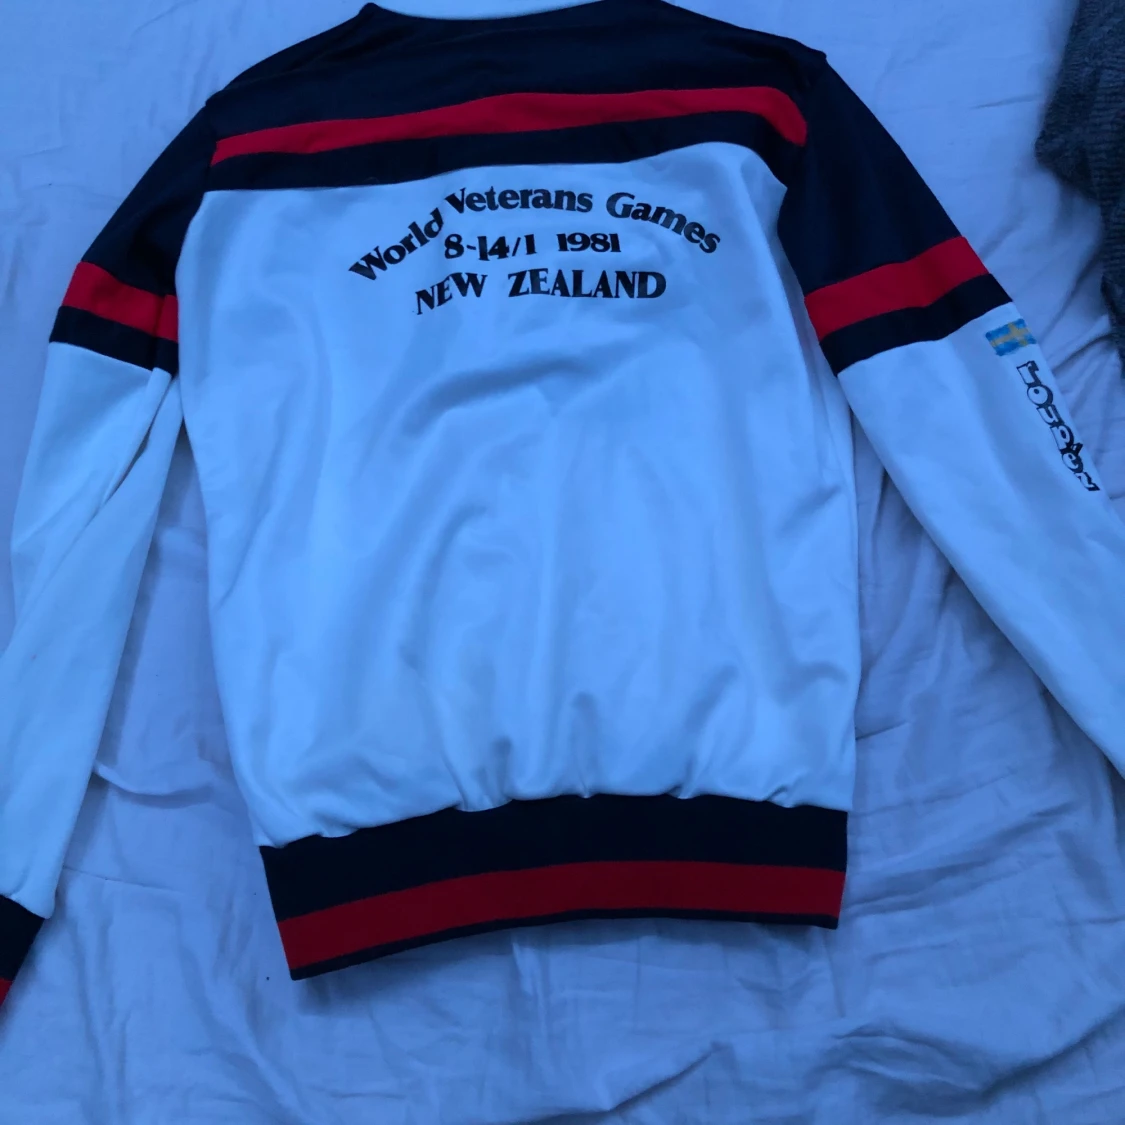 World Veterans Games
8-14/1 1981
NEW ZEALAND